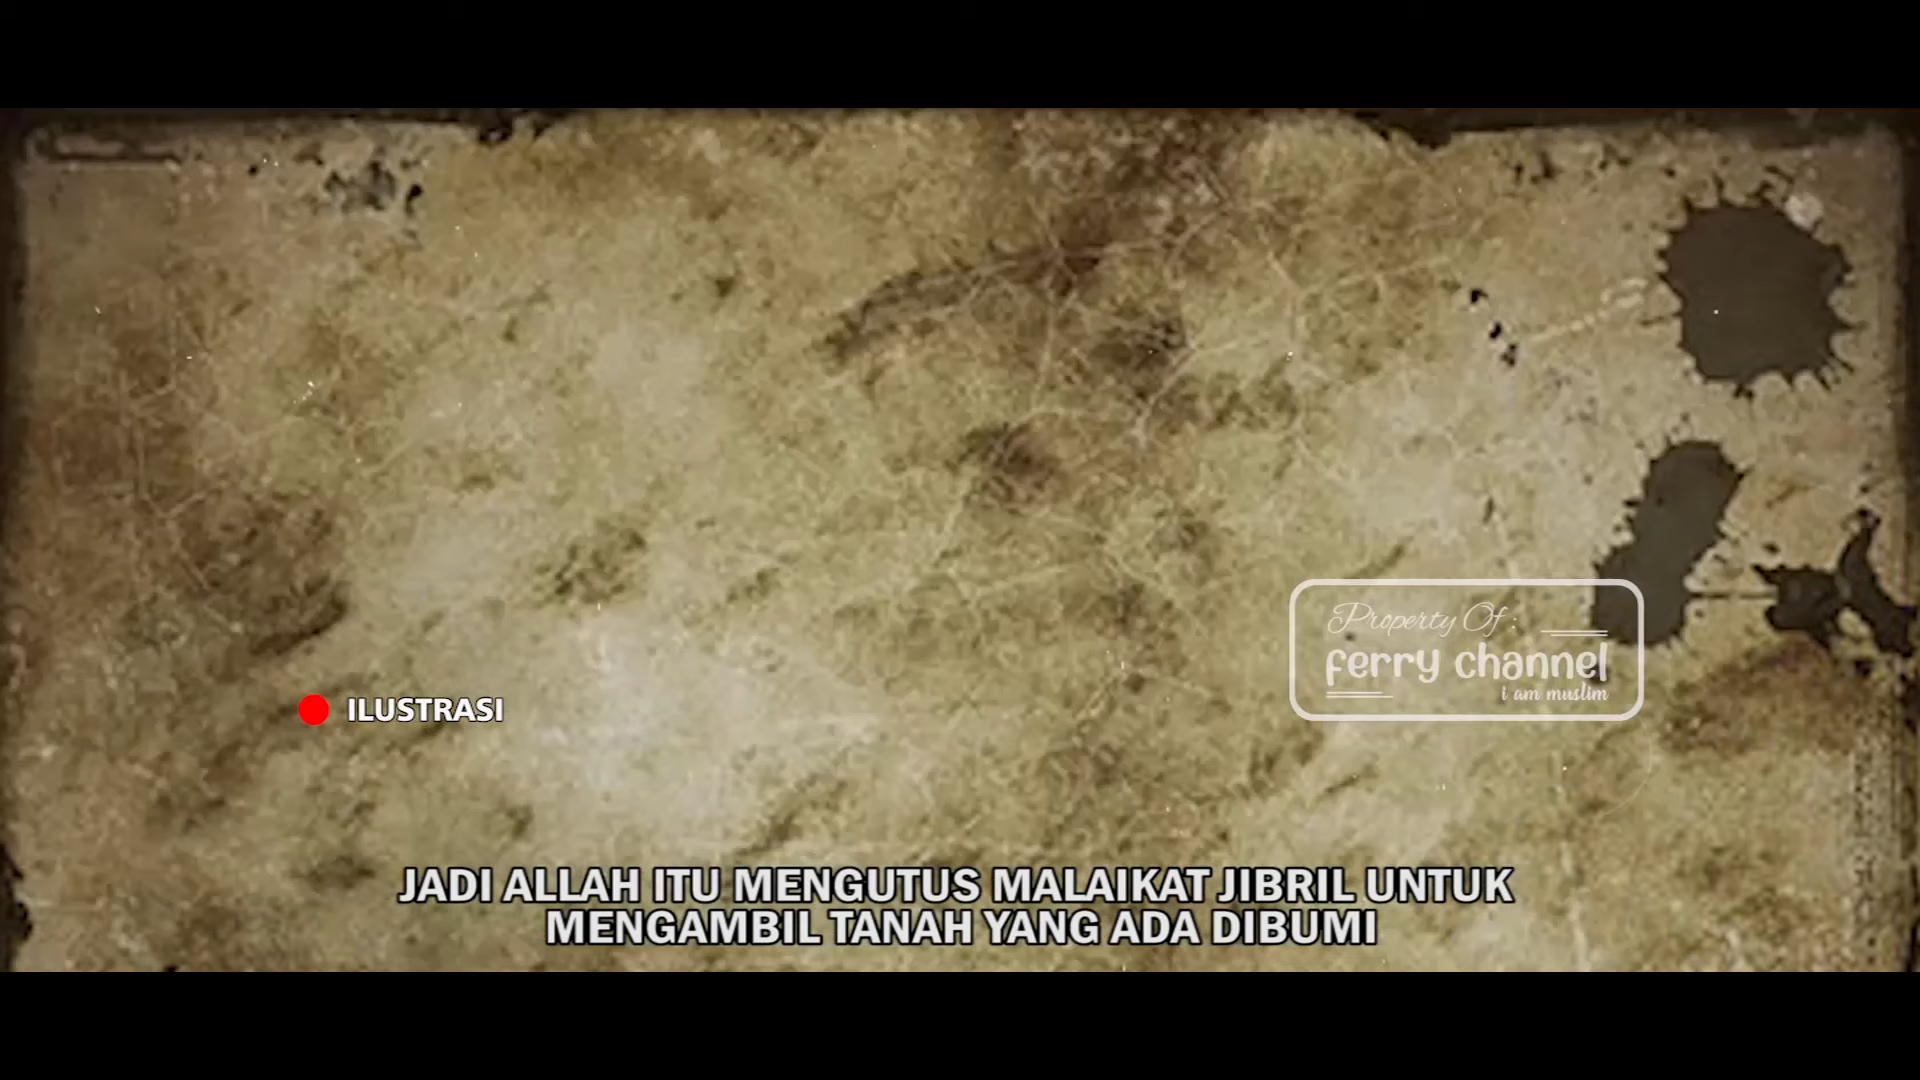 Property Of :
ferry channel
i am muslim
ILUSTRASI
JADI ALLAH ITU MENGUTUS MALAIKAT JIBRIL UNTUK
MENGAMBIL TANAH YANG ADA DIBUMI